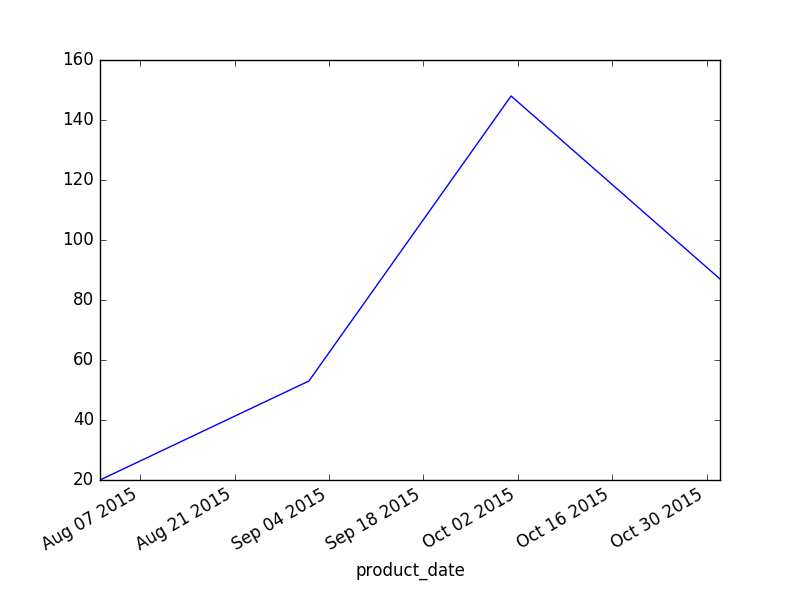 160
140
120
100
80
60
40
20
Aug 07 2015
Aug 21 2015
Sep 04 2015
Sep 18 2015
Oct 02 2015
Oct 16 2015
Oct 30 2015
product_date